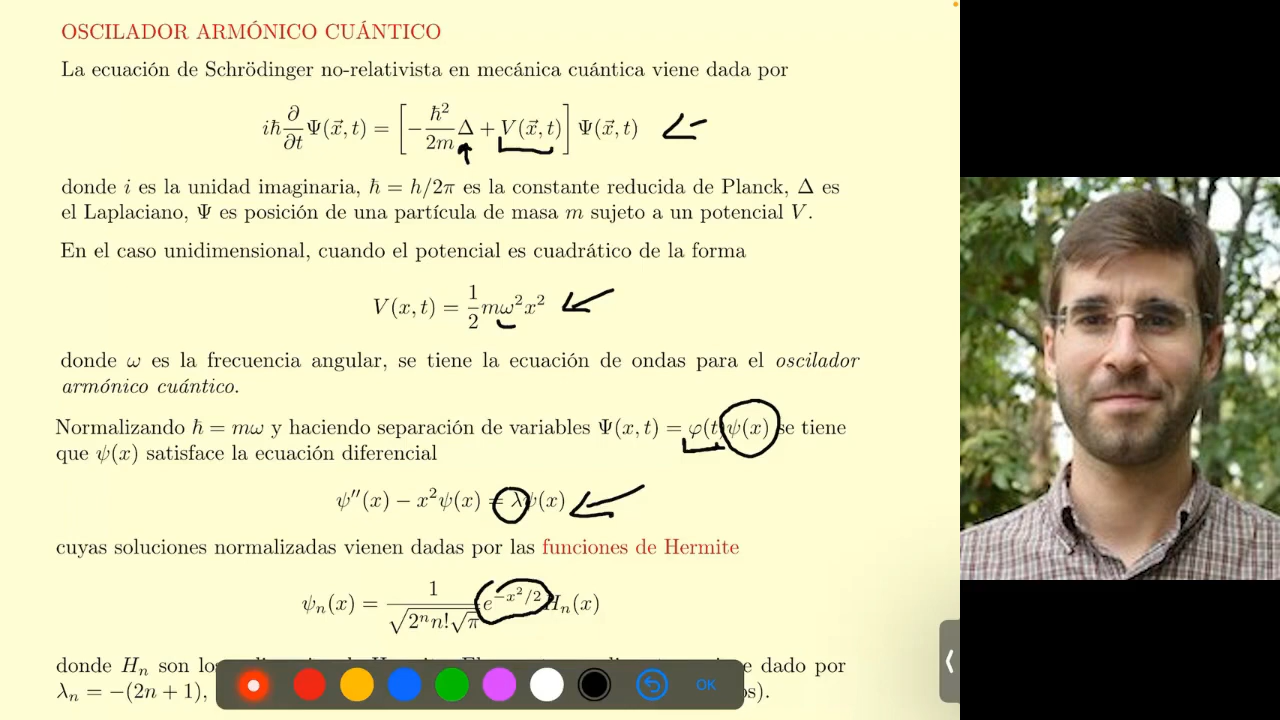 OSCILADOR ARMÓNICO CUÁNTICO
La ecuación de Schrödinger no-relativista en mecánica cuántica viene dada por
iħ ∂/∂t Ψ(x⃗, t) = [−ħ²/2m Δ + V(x⃗, t)] Ψ(x⃗, t)
donde i es la unidad imaginaria, ħ = h/2π es la constante reducida de Planck, Δ es
el Laplaciano, Ψ es posición de una partícula de masa m sujeto a un potencial V.
En el caso unidimensional, cuando el potencial es cuadrático de la forma
V(x, t) = 1/2 mω²x²
donde ω es la frecuencia angular, se tiene la ecuación de ondas para el oscilador
armónico cuántico.
Normalizando ħ = mω y haciendo separación de variables Ψ(x, t) = φ(t)ψ(x) se tiene
que ψ(x) satisface la ecuación diferencial
ψ″(x) − x²ψ(x) = λψ(x)
cuyas soluciones normalizadas vienen dadas por las funciones de Hermite
ψₙ(x) = 1/√(2ⁿn!√π) e^(−x²/2) Hₙ(x)
donde Hₙ son los dado por
λₙ = −(2n + 1),
OK